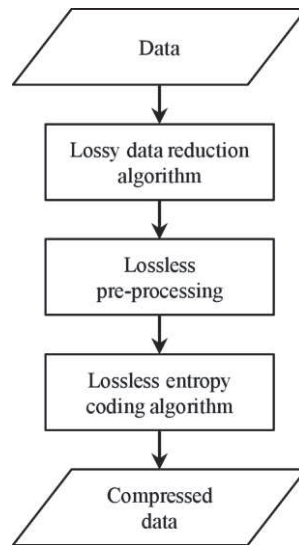 Data
Lossy data reduction
algorithm
Lossless
pre-processing
Lossless entropy
coding algorithm
Compressed
data